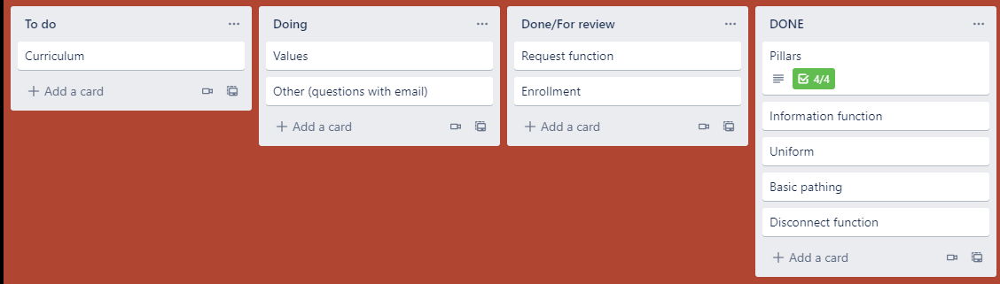 To do
Curriculum
Add a card
Doing
Values
Other (questions with email)
Add a card
Done/For review
Request function
Enrollment
Add a card
DONE
Pillars
4/4
Information function
Uniform
Basic pathing
Disconnect function
Add a card